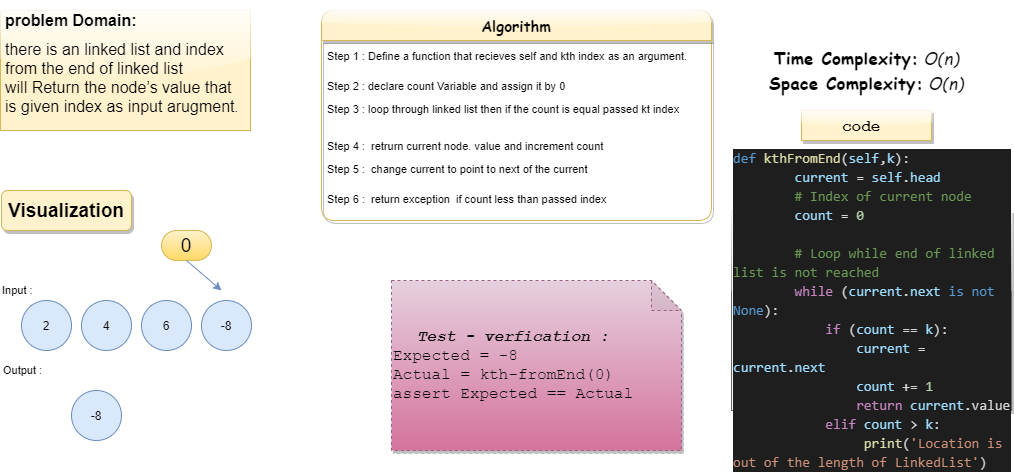 problem Domain:
there is an linked list and index
from the end of linked list
will Return the node's value that
is given index as input arugment.
Visualization
0
Input :
2
4
6
-8
Output :
-8
Algorithm
Step 1 : Define a function that recieves self and kth index as an argument.
Step 2 : declare count Variable and assign it by 0
Step 3 : loop through linked list then if the count is equal passed kt index
Step 4 :  retrurn current node. value and increment count
Step 5 :  change current to point to next of the current
Step 6 :  return exception  if count less than passed index
Test - verfication :
Expected = -8
Actual = kth-fromEnd(0)
assert Expected == Actual
Time Complexity: O(n)
Space Complexity: O(n)
code
def kthFromEnd(self,k):
current = self.head
# Index of current node
count = 0
# Loop while end of linked
list is not reached
while (current.next is not
None):
if (count == k):
current =
current.next
count += 1
return current.value
elif count > k:
print('Location is
out of the length of LinkedList')